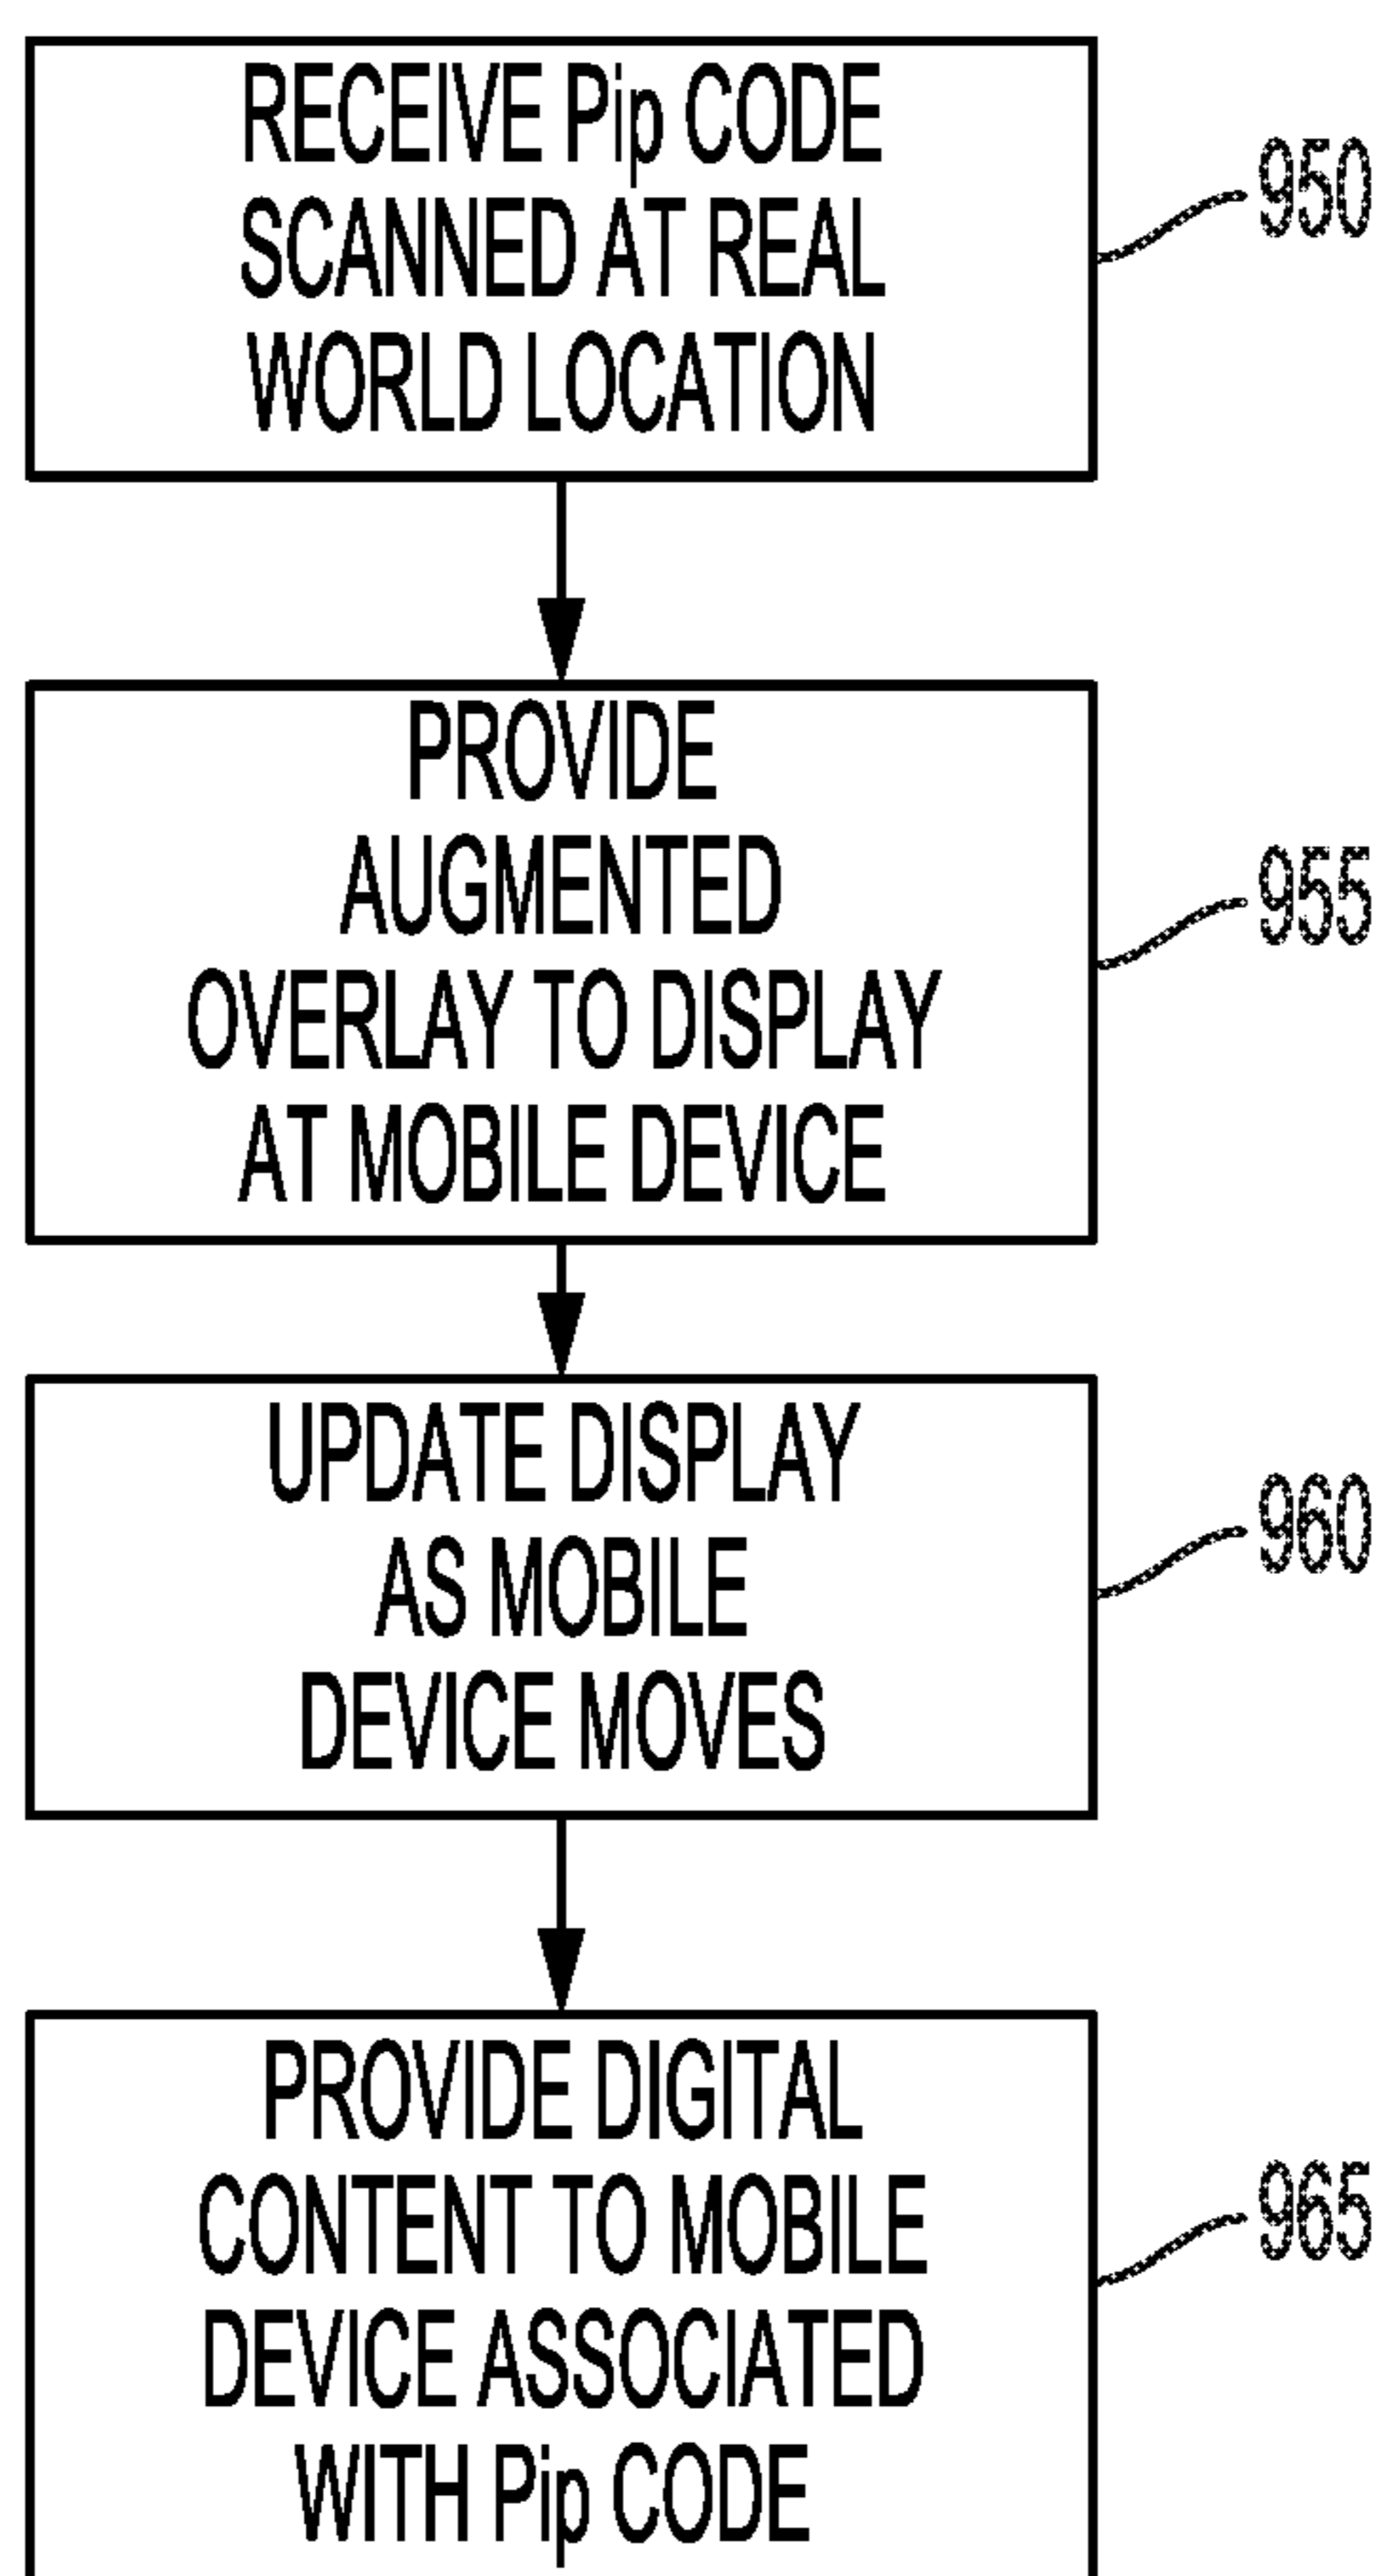 RECEIVE Pip CODE
SCANNED AT REAL
WORLD LOCATION
950
PROVIDE
AUGMENTED
OVERLAY TO DISPLAY
AT MOBILE DEVICE
955
UPDATE DISPLAY
AS MOBILE
DEVICE MOVES
960
PROVIDE DIGITAL
CONTENT TO MOBILE
DEVICE ASSOCIATED
WITH Pip CODE
965